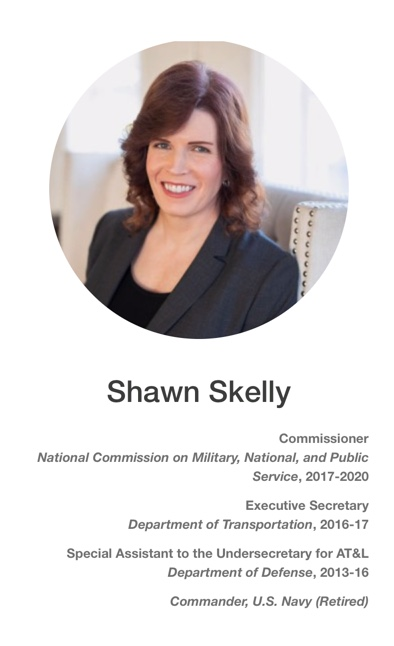 Shawn Skelly
Commissioner
National Commission on Military, National, and Public
Service, 2017-2020
Executive Secretary
Department of Transportation, 2016-17
Special Assistant to the Undersecretary for AT&L
Department of Defense, 2013-16
Commander, U.S. Navy (Retired)